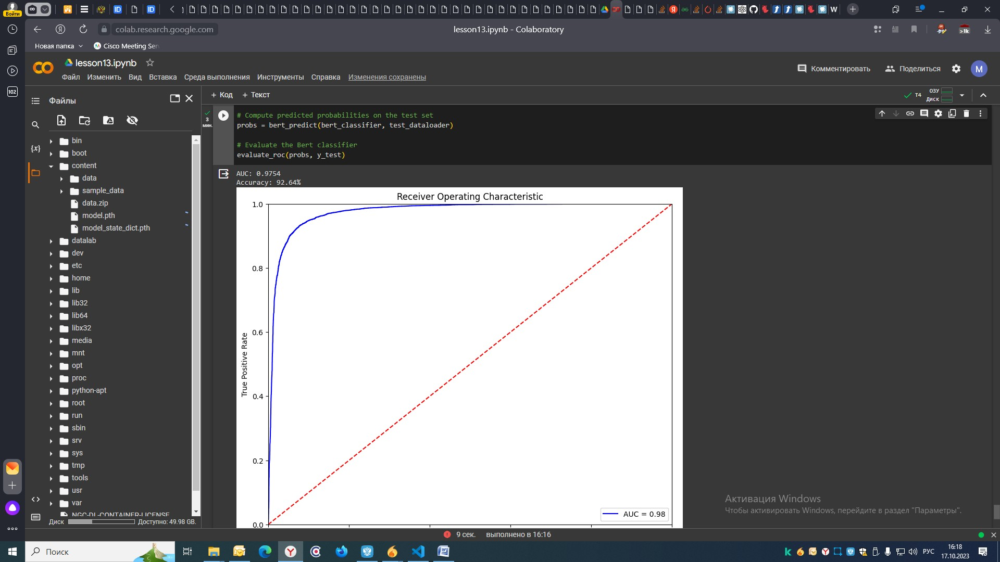 Войти
colab.research.google.com
lesson13.ipynb - Colaboratory
>1k
Новая папка
Cisco Meeting Ser
102
lesson13.ipynb
Файл Изменить Вид Вставка Среда выполнения Инструменты Справка Изменения сохранены
Комментировать
Поделиться
M
Файлы
+ Код + Текст
T4
ОЗУ
Диск
{x}
bin
boot
content
data
sample_data
data.zip
model.pth
model_state_dict.pth
datalab
dev
etc
home
lib
lib32
lib64
libx32
media
mnt
opt
proc
python-apt
root
run
sbin
srv
sys
tmp
tools
usr
var
NGC-DL-CONTAINER-LICENSE
Диск
Доступно: 49.98 GB.
3
мин.
# Compute predicted probabilities on the test set
probs = bert_predict(bert_classifier, test_dataloader)
# Evaluate the Bert classifier
evaluate_roc(probs, y_test)
AUC: 0.9754
Accuracy: 92.64%
Receiver Operating Characteristic
1.0
0.8
0.6
0.4
0.2
0.0
True Positive Rate
AUC = 0.98
Активация Windows
Чтобы активировать Windows, перейдите в раздел "Параметры".
9 сек. выполнено в 16:16
Поиск
РУС
16:18
17.10.2023